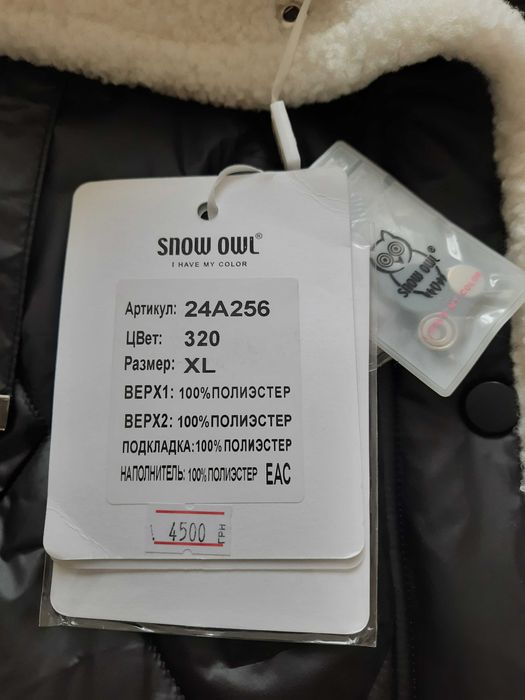 SNOW OWL®
I HAVE MY COLOR
Артикул: 24А256
ЦВет: 320
Размер: XL
ВЕРХ1: 100%ПОЛИЭСТЕР
ВЕРХ2: 100%ПОЛИЭСТЕР
ПОДКЛАДКА:100%ПОЛИЭСТЕР
НАПОЛНИТЕЛЬ: 100%ПОЛИЭСТЕР EAC
4500 ГРН
SNOW OWL®